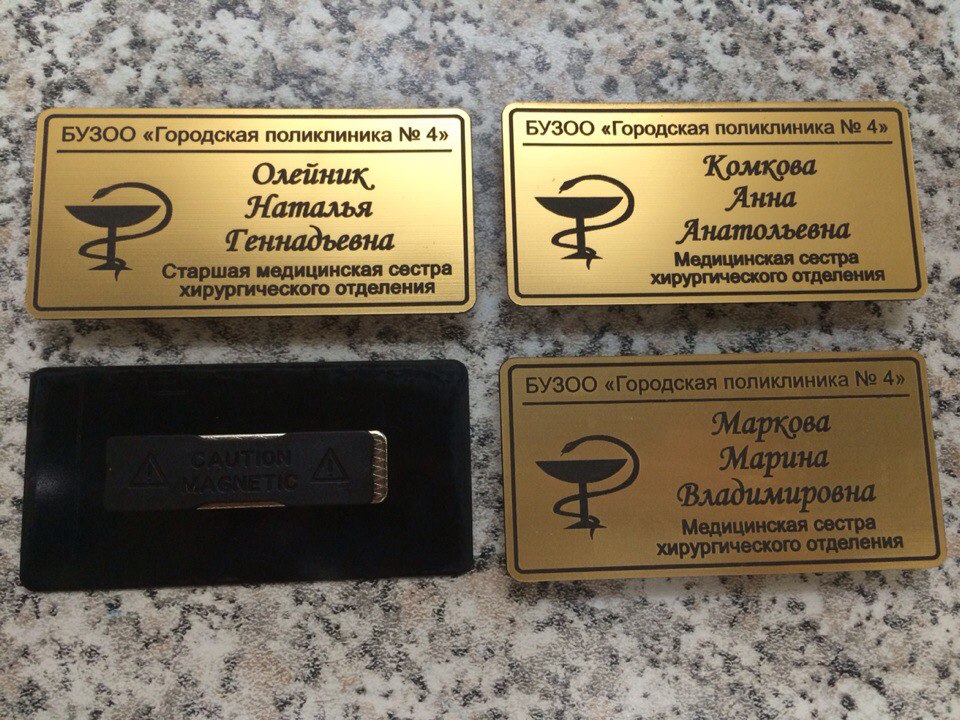 БУЗОО «Городская поликлиника № 4»
Олейник
Наталья
Геннадьевна
Старшая медицинская сестра
хирургического отделения
БУЗОО «Городская поликлиника № 4»
Комкова
Анна
Анатольевна
Медицинская сестра
хирургического отделения
CAUTION
MAGNETIC
БУЗОО «Городская поликлиника № 4»
Маркова
Марина
Владимировна
Медицинская сестра
хирургического отделения